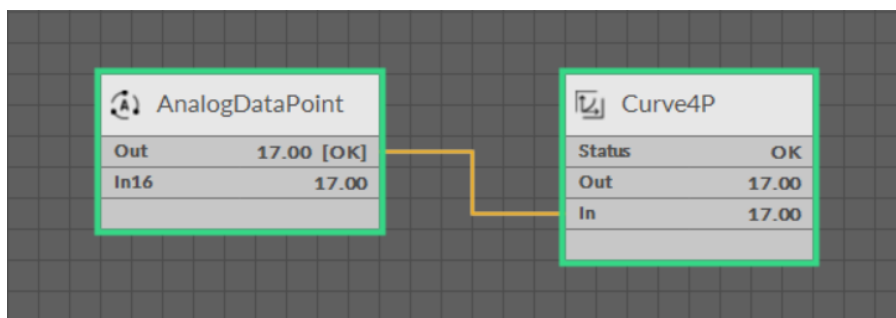 AnalogDataPoint
Out 17.00 [OK]
In16 17.00
Curve4P
Status OK
Out 17.00
In 17.00